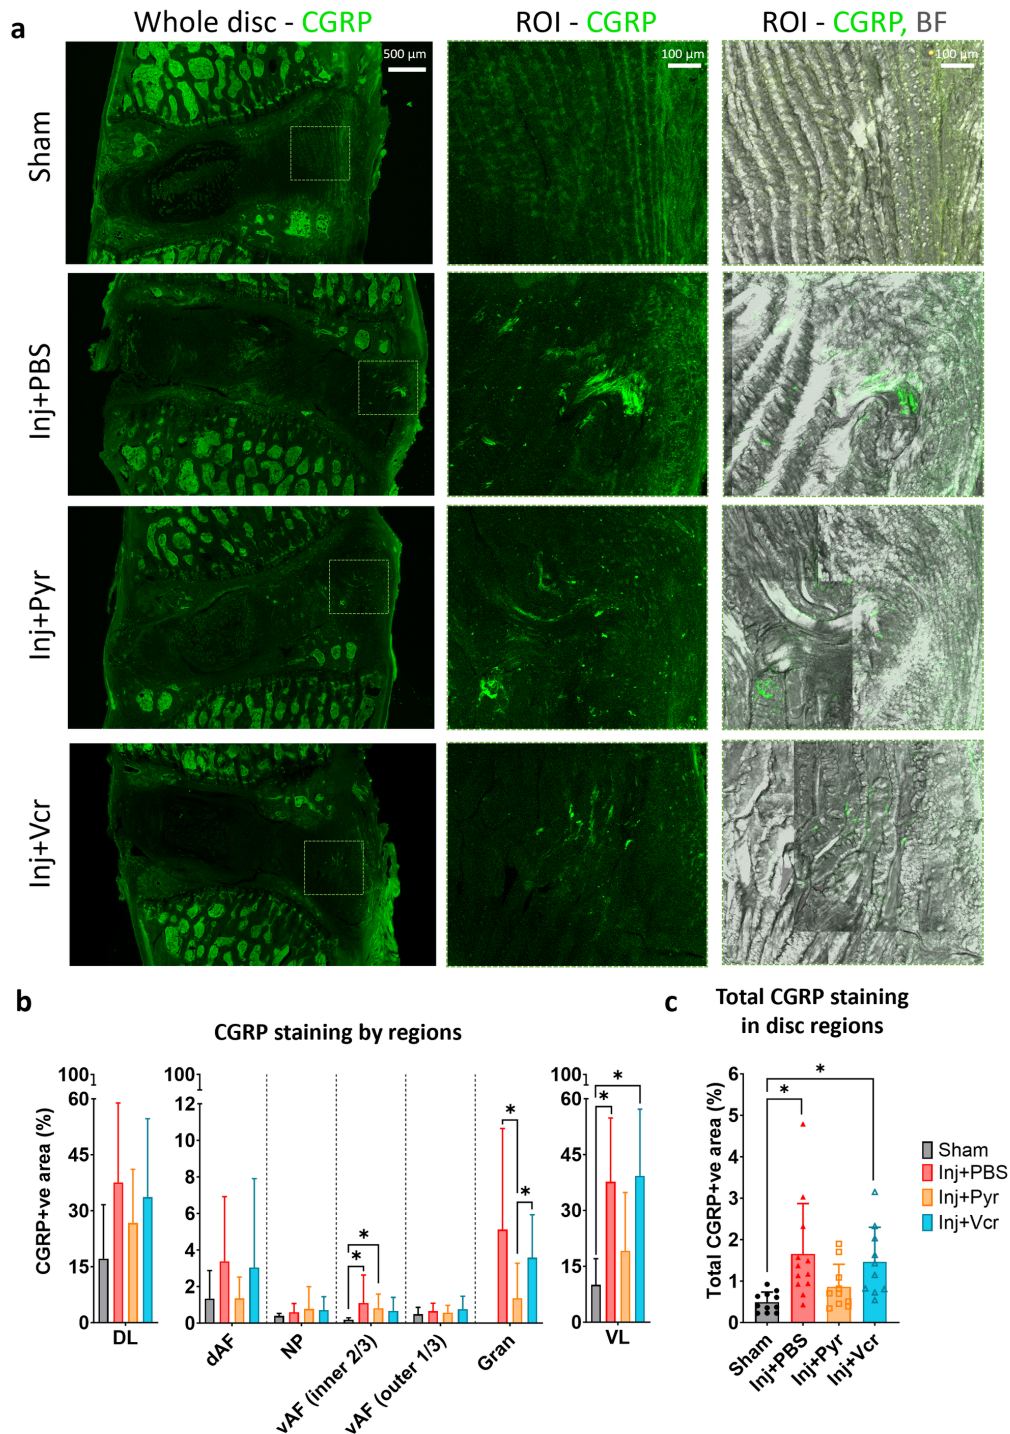 a
Whole disc - CGRP
ROI - CGRP
ROI - CGRP, BF
500 µm
100 µm
100 µm
Sham
Inj+PBS
Inj+Pyr
Inj+Vcr
b
CGRP staining by regions
CGRP+ve area (%)
100
60
45
30
15
0
DL
100
12
10
8
6
4
2
0
*
*
*
*
dAF
NP
vAF (inner 2/3)
vAF (outer 1/3)
Gran
100
60
45
30
15
0
*
*
VL
c
Total CGRP staining
in disc regions
Total CGRP+ve area (%)
6
5
4
3
2
1
0
*
*
Sham
Inj+PBS
Inj+Pyr
Inj+Vcr
Sham
Inj+PBS
Inj+Pyr
Inj+Vcr